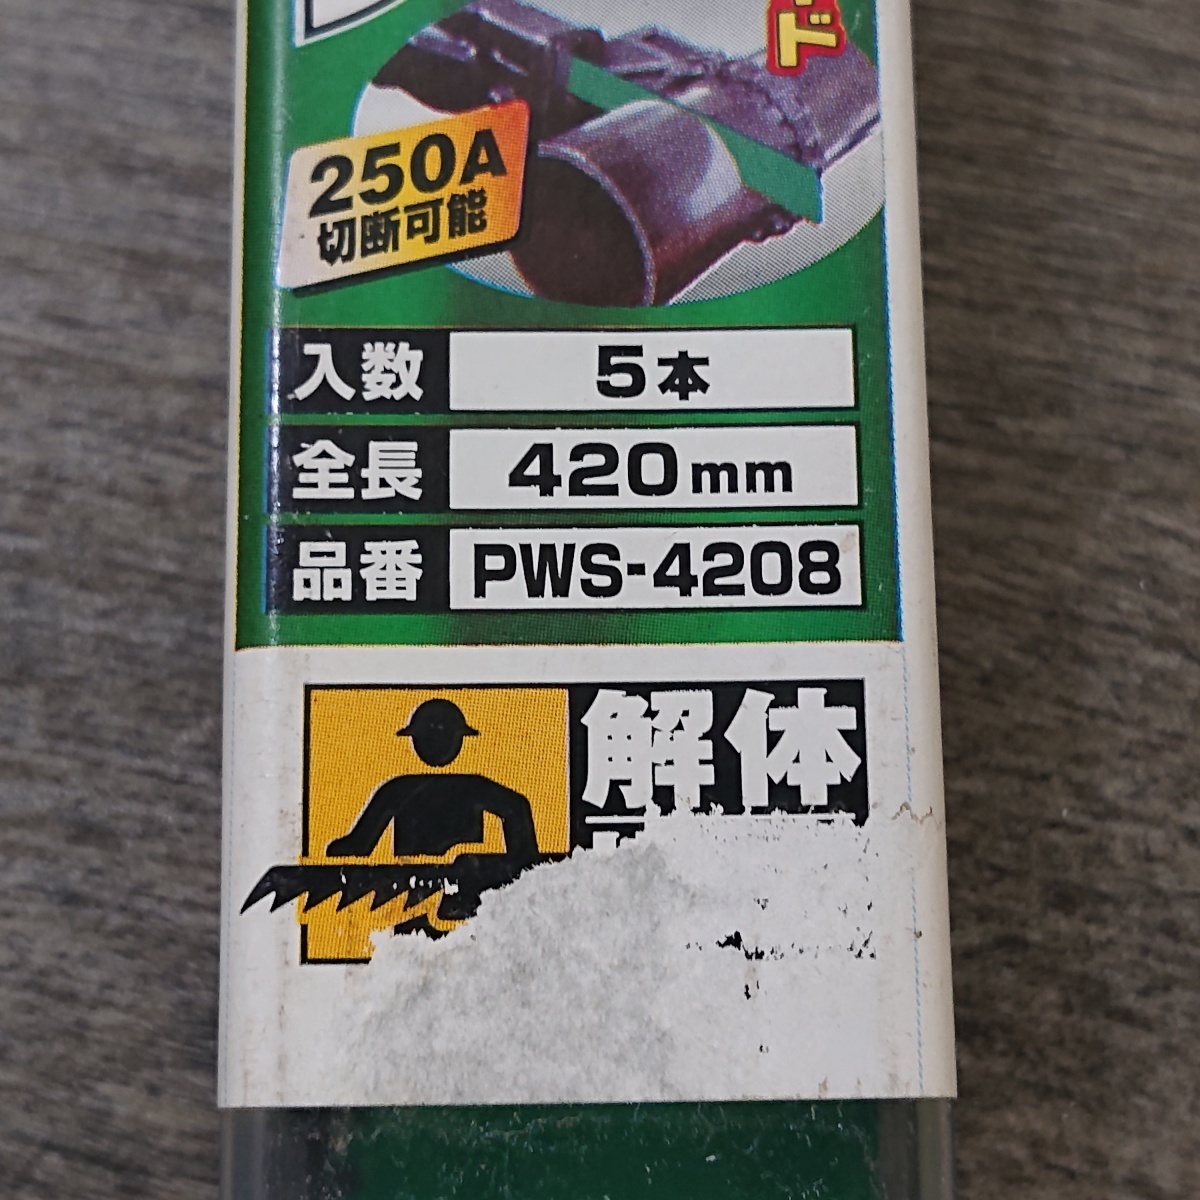 250A
切断可能
入数 5本
全長 420mm
品番 PWS-4208
解体